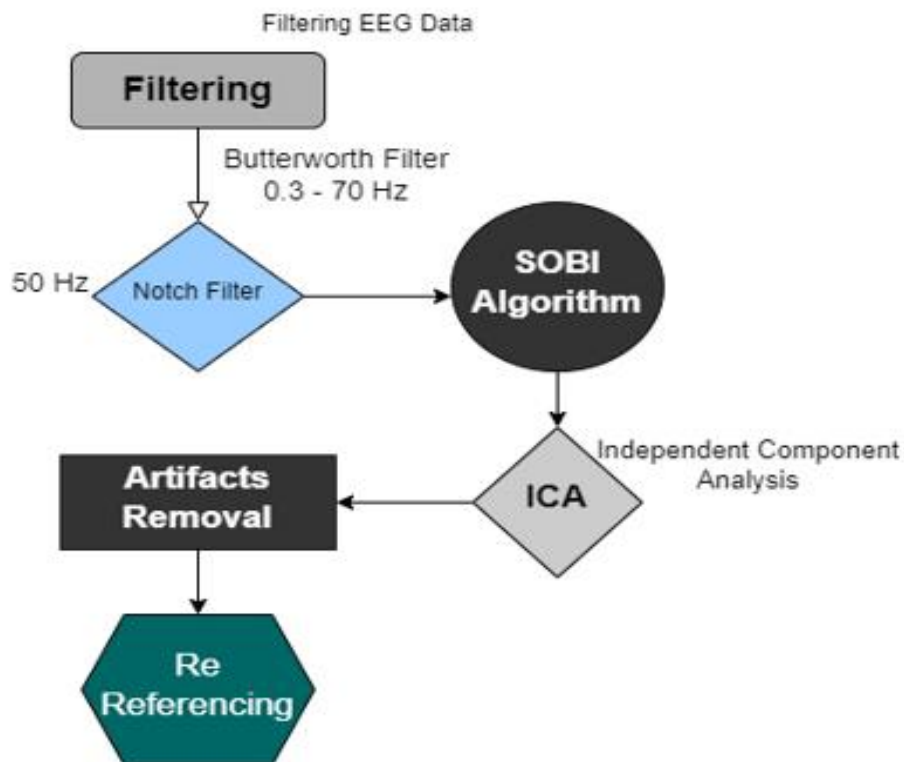 Filtering EEG Data
Filtering
Butterworth Filter
0.3 - 70 Hz
50 Hz
Notch Filter
SOBI
Algorithm
Independent Component
Analysis
ICA
Artifacts
Removal
Re
Referencing